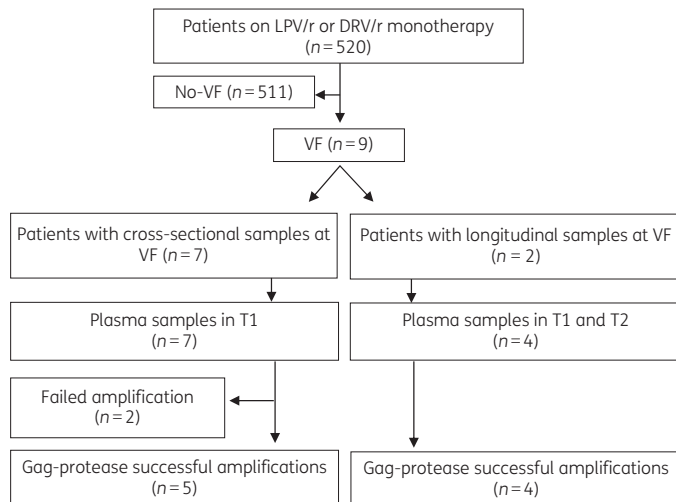 Patients on LPV/r or DRV/r monotherapy
(n=520)
No-VF (n=511)
VF (n=9)
Patients with cross-sectional samples at
VF (n=7)
Patients with longitudinal samples at VF
(n = 2)
Plasma samples in T1
(n=7)
Plasma samples in T1 and T2
(n=4)
Failed amplification
(n=2)
Gag-protease successful amplifications
(n=5)
Gag-protease successful amplifications
(n=4)